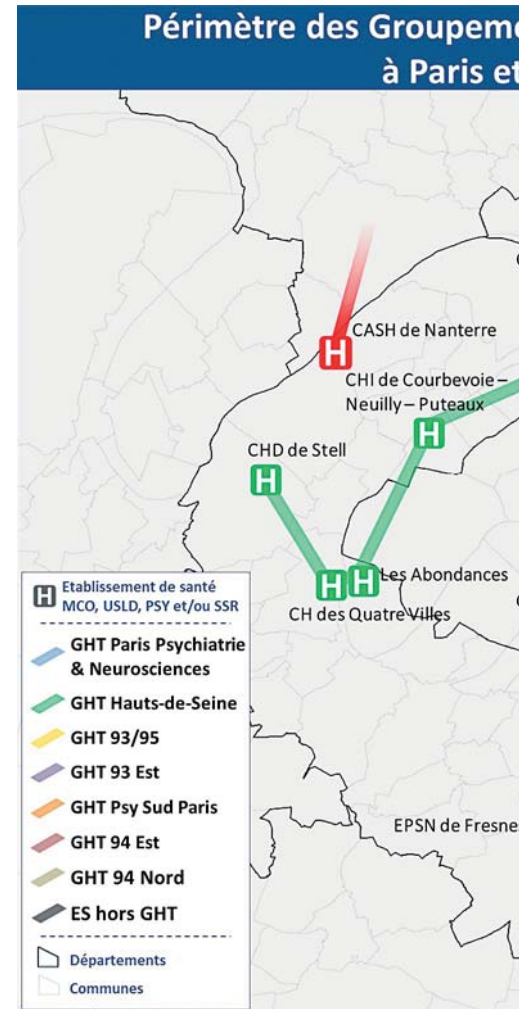 Périmètre des Groupeme
à Paris et
CASH de Nanterre
CHI de Courbevoie –
Neuilly – Puteaux
CHD de Stell
Les Abondances
CH des Quatre Villes
EPSN de Fresne
H Etablissement de santé
MCO, USLD, PSY et/ou SSR
GHT Paris Psychiatrie
& Neurosciences
GHT Hauts-de-Seine
GHT 93/95
GHT 93 Est
GHT Psy Sud Paris
GHT 94 Est
GHT 94 Nord
ES hors GHT
Départements
Communes
H
H
H
H
H